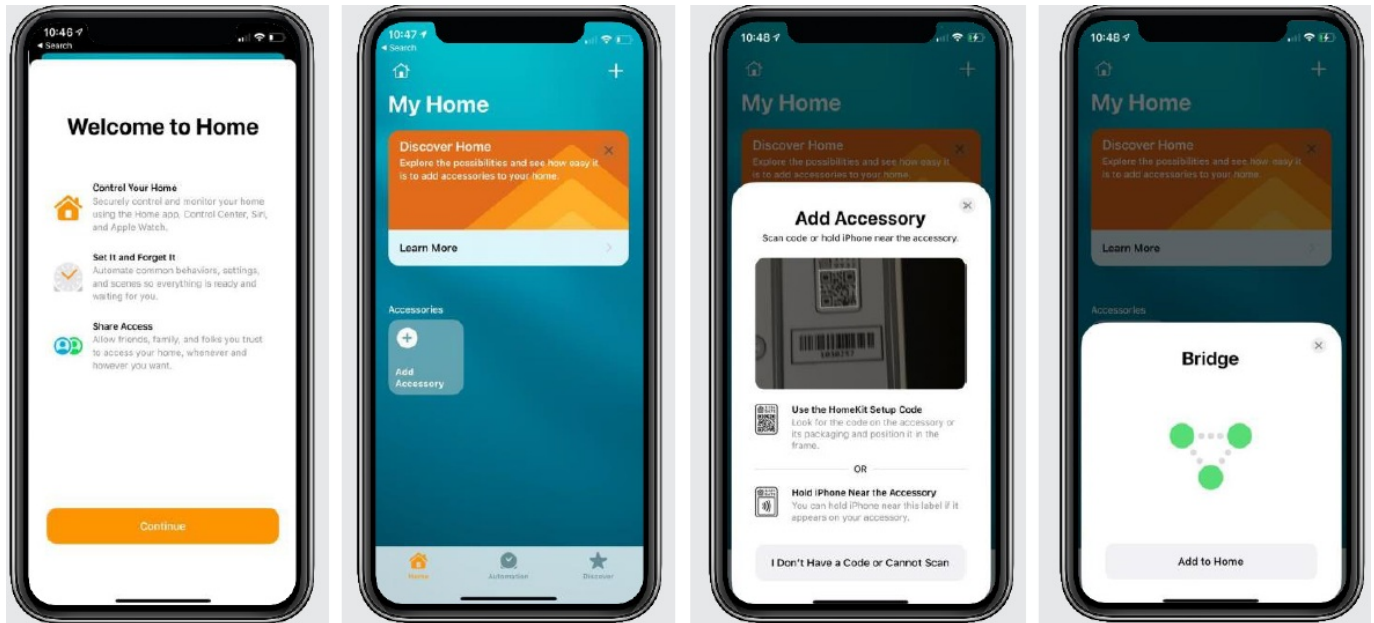 10:46
Search
Welcome to Home
Control Your Home
Securely control and monitor your home
using the Home app, Control Center, Siri,
and Apple Watch.
Set It and Forget It
Automate common behaviors, settings,
and scenes so everything is ready and
waiting for you.
Share Access
Allow friends, family, and folks you trust
to access your home, whenever and
however you want.
Continue
10:47
Search
My Home
Discover Home
Explore the possibilities and see how easy it
is to add accessories to your home.
Learn More
Accessories
Add
Accessory
Home
Automation
Discover
10:48
My Home
Discover Home
Explore the possibilities and see how easy it
is to add accessories to your home.
Add Accessory
Scan code or hold iPhone near the accessory.
Use the HomeKit Setup Code
Look for the code on the accessory or
its packaging and position it in the
frame.
OR
Hold iPhone Near the Accessory
You can hold iPhone near this label if it
appears on your accessory.
I Don't Have a Code or Cannot Scan
10:48
My Home
Discover Home
Explore the possibilities and see how easy it
is to add accessories to your home.
Learn More
Accessories
Bridge
Add to Home